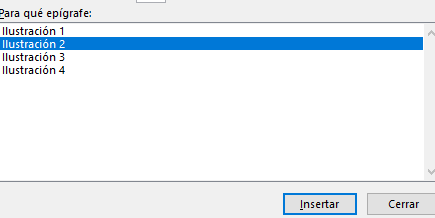 Para qué epígrafe:
Ilustración 1
Ilustración 2
Ilustración 3
Ilustración 4
Insertar
Cerrar